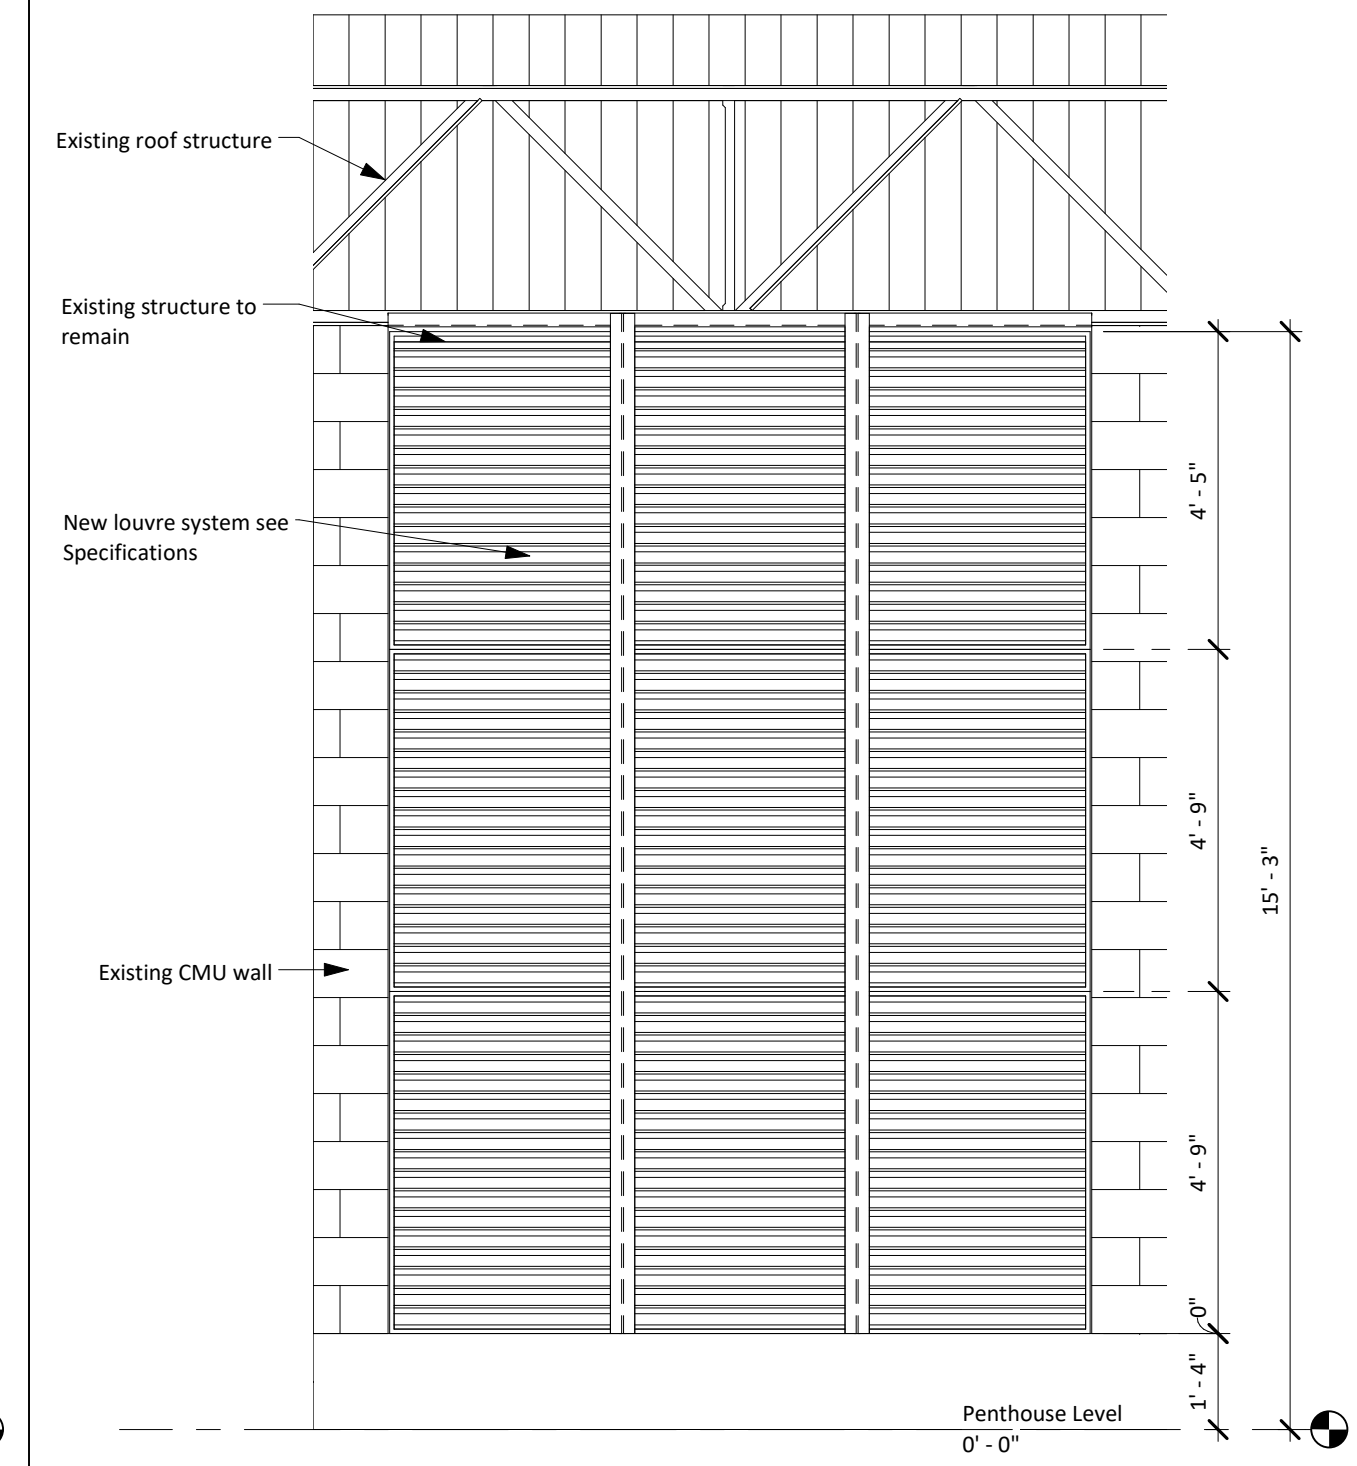 Existing roof structure
Existing structure to
remain
4' - 5"
New louvre system see
Specifications
4' - 9"
15' - 3"
Existing CMU wall
4' - 9"
0"
1' - 4"
Penthouse Level
0' - 0"